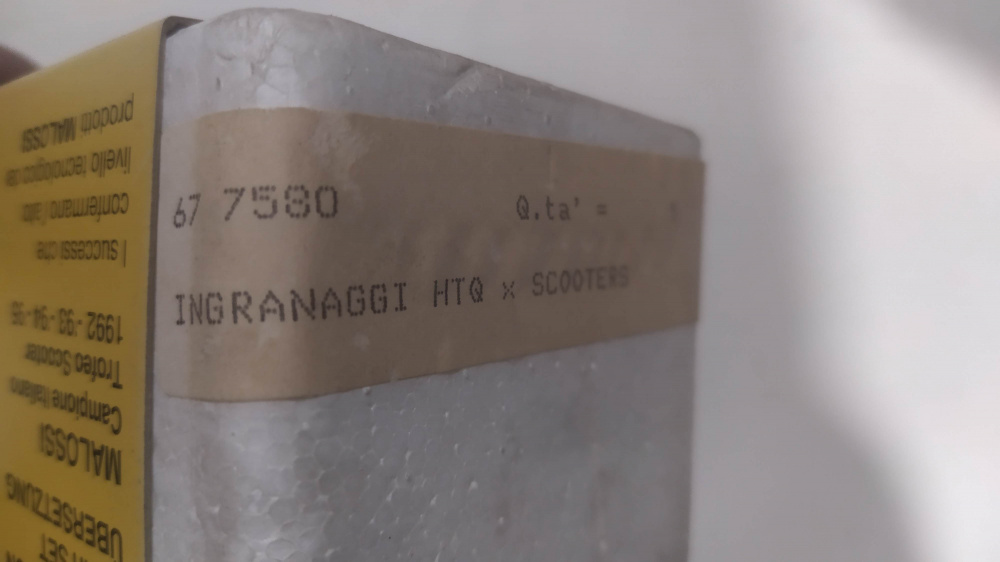 67 7580 Q.ta' =
INGRANAGGI HTQ x SCOOTERS
SET
ÜBERSETZUNG
MALOSSI
Campione Italiano
Trofeo Scooter
1992-'93-'94-'95
I successi che
confermano l'alto
livello tecnologico dei
prodotti MALOSSI